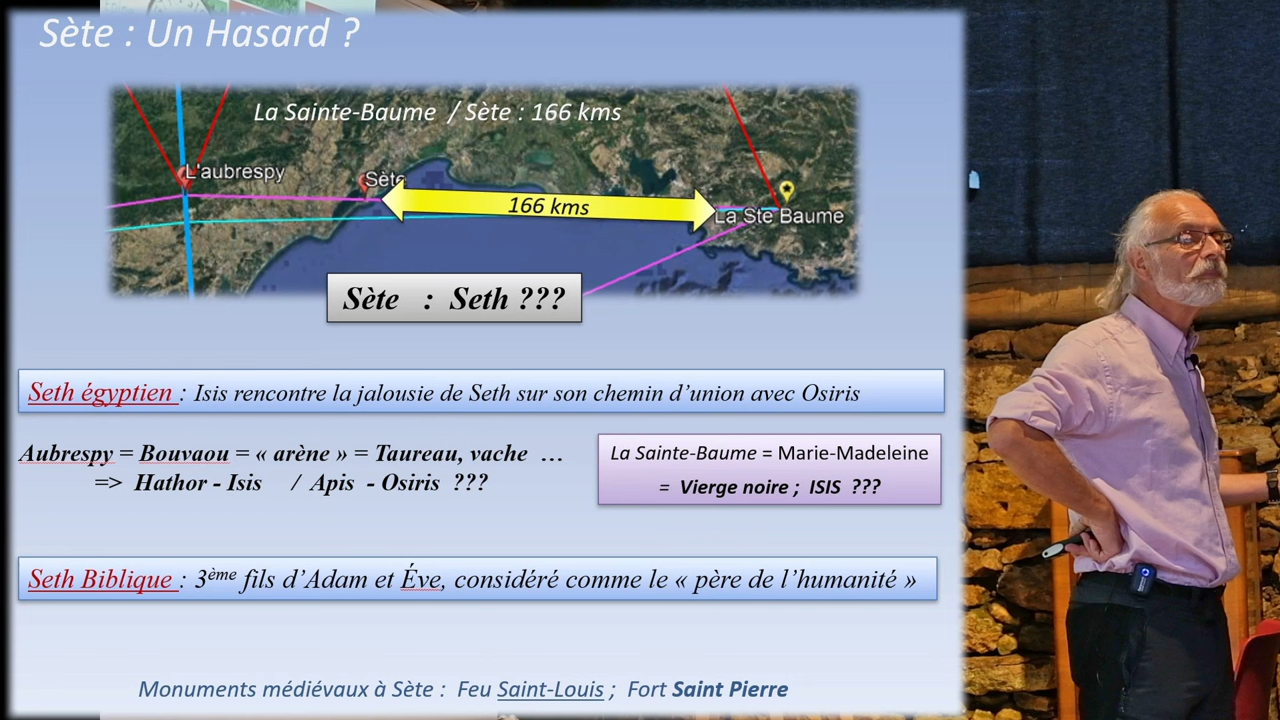 Sète : Un Hasard ?
La Sainte-Baume / Sète : 166 kms
L'aubrespy
Sète
166 kms
La Ste Baume
Sète : Seth ???
Seth égyptien : Isis rencontre la jalousie de Seth sur son chemin d’union avec Osiris
Aubrespy = Bouvaou = « arène » = Taureau, vache …
=> Hathor - Isis / Apis - Osiris ???
La Sainte-Baume = Marie-Madeleine
= Vierge noire ; ISIS ???
Seth Biblique : 3ème fils d’Adam et Éve, considéré comme le « père de l’humanité »
Monuments médiévaux à Sète : Feu Saint-Louis ; Fort Saint Pierre